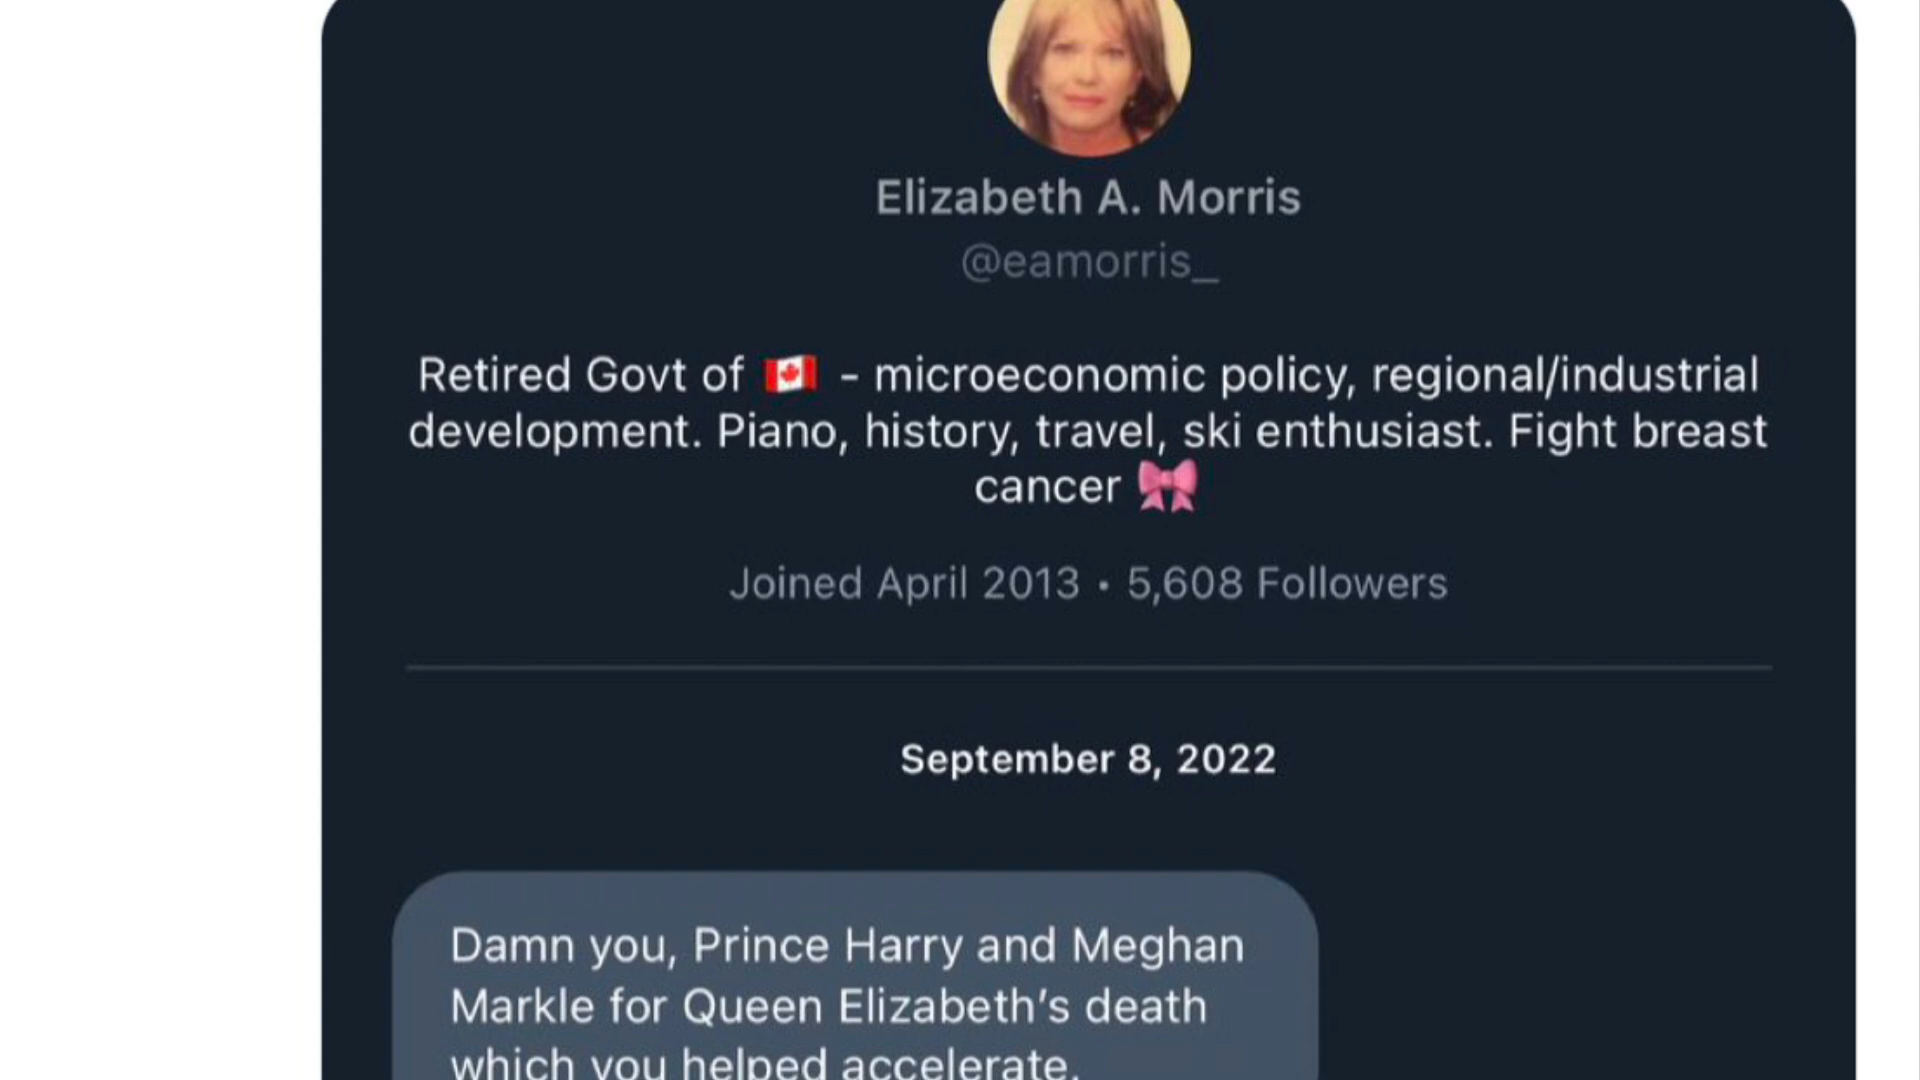 Elizabeth A. Morris
@eamorris_
Retired Govt of 🇨🇦 - microeconomic policy, regional/industrial
development. Piano, history, travel, ski enthusiast. Fight breast
cancer 🎀
Joined April 2013 • 5,608 Followers
September 8, 2022
Damn you, Prince Harry and Meghan
Markle for Queen Elizabeth’s death
which you helped accelerate.